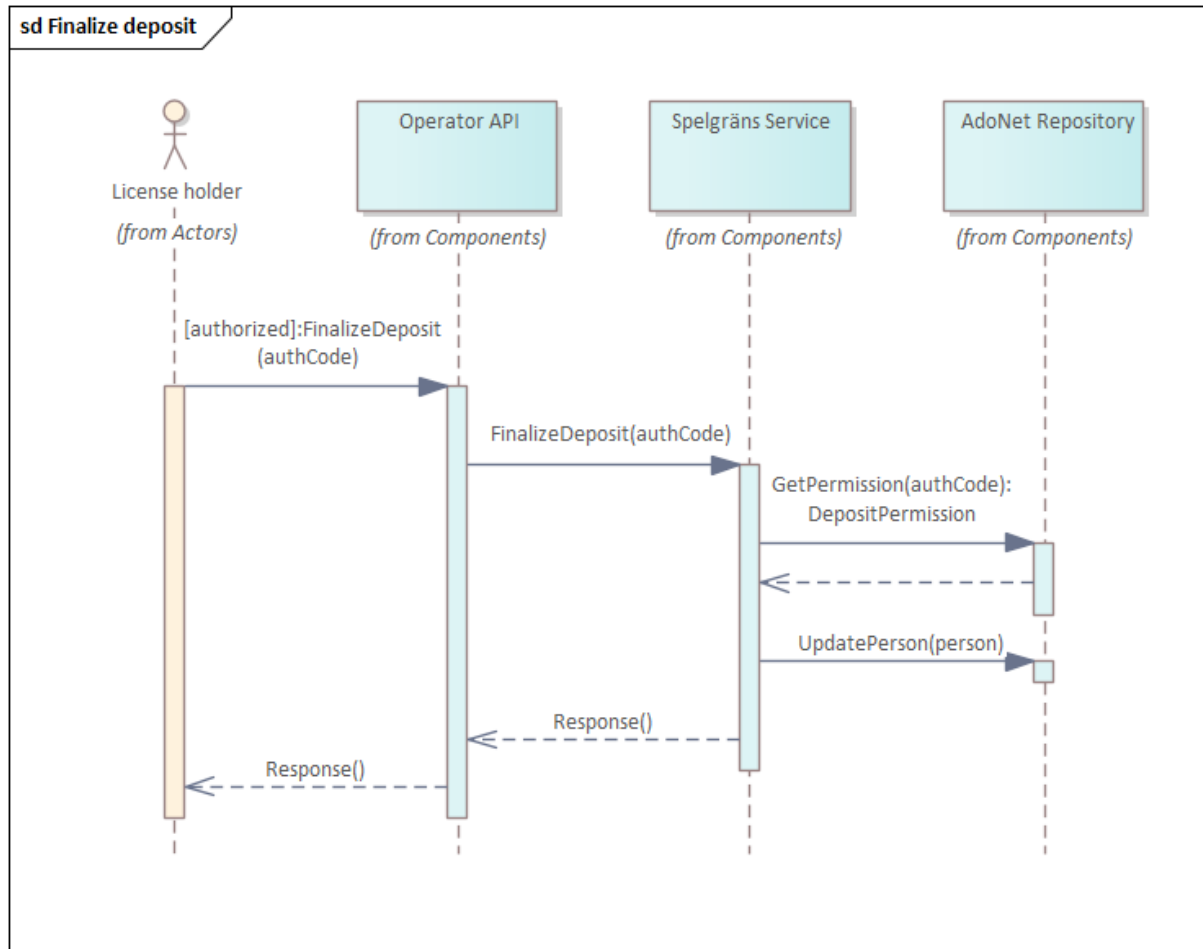 sd Finalize deposit
Operator API
Spelgräns Service
AdoNet Repository
License holder
(from Actors)
(from Components)
(from Components)
(from Components)
[authorized]:FinalizeDeposit
(authCode)
FinalizeDeposit(authCode)
GetPermission(authCode):
DepositPermission
UpdatePerson(person)
Response()
Response()